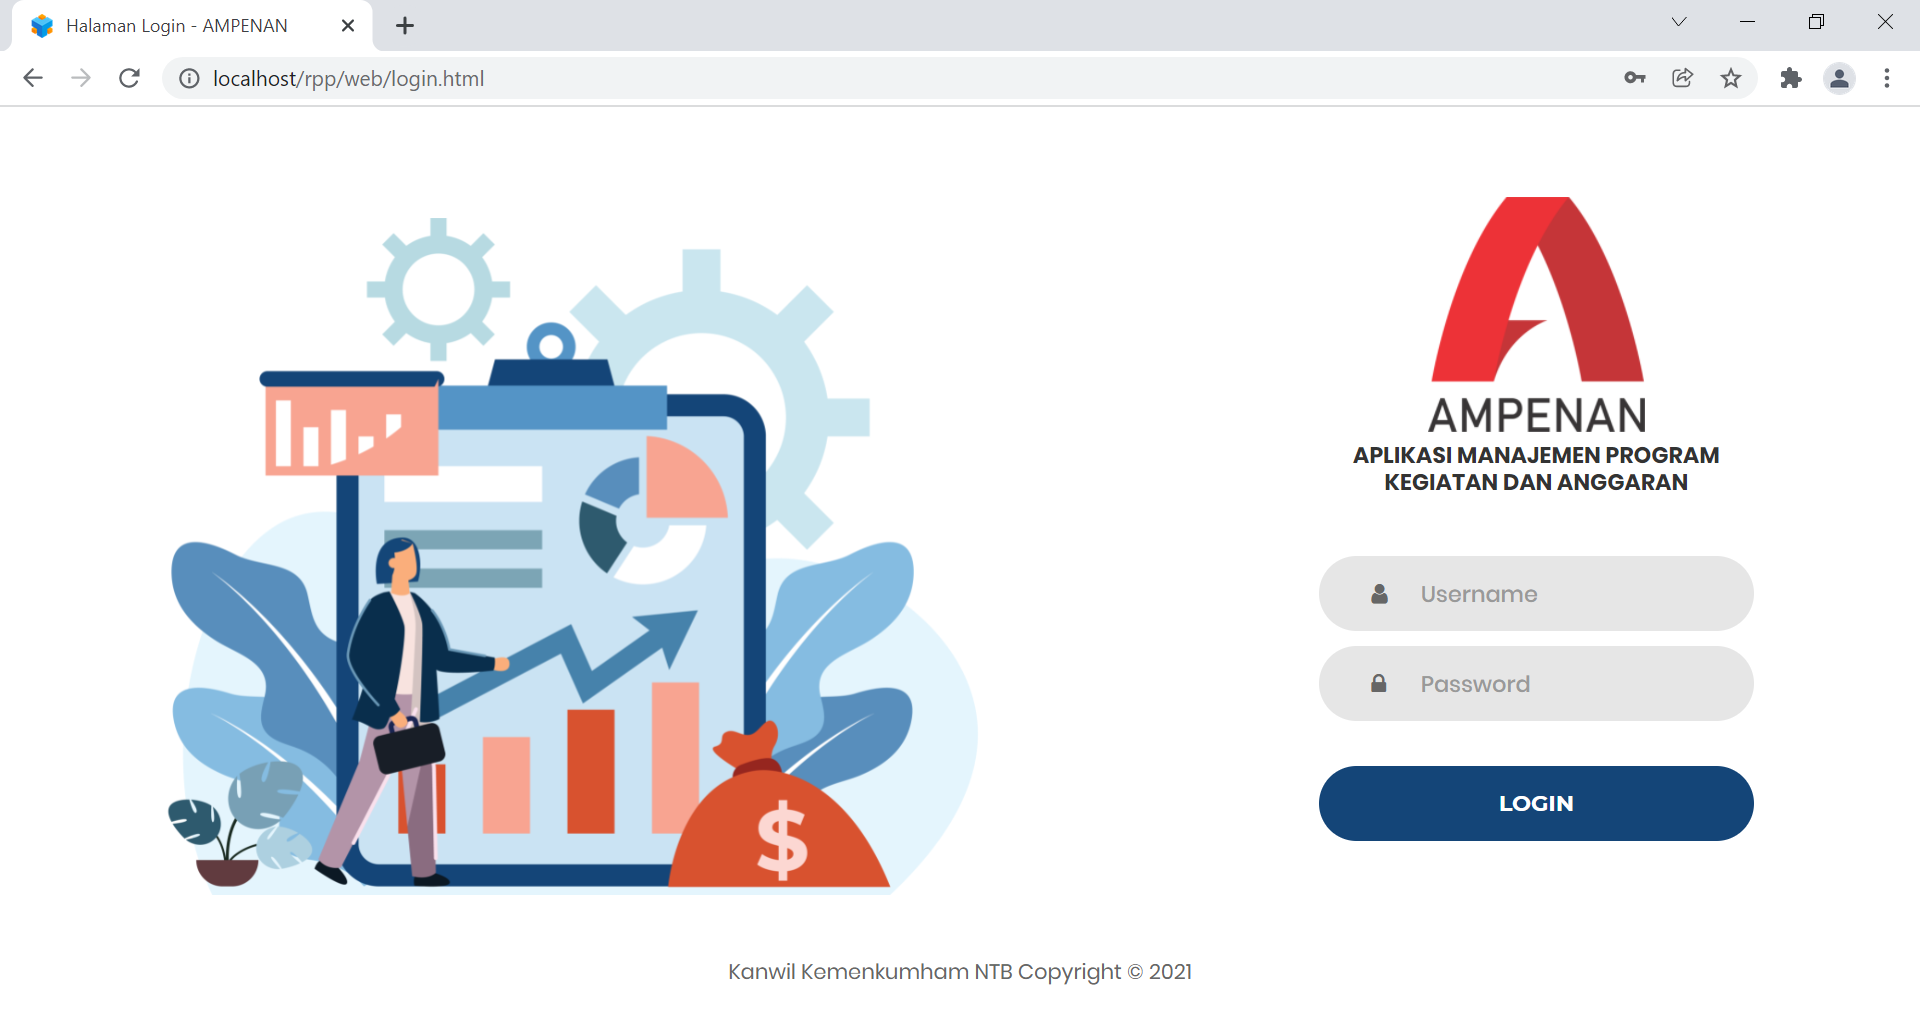 Halaman Login - AMPENAN
localhost/rpp/web/login.html
AMPENAN
APLIKASI MANAJEMEN PROGRAM
KEGIATAN DAN ANGGARAN
Username
Password
LOGIN
$
Kanwil Kemenkumham NTB Copyright © 2021